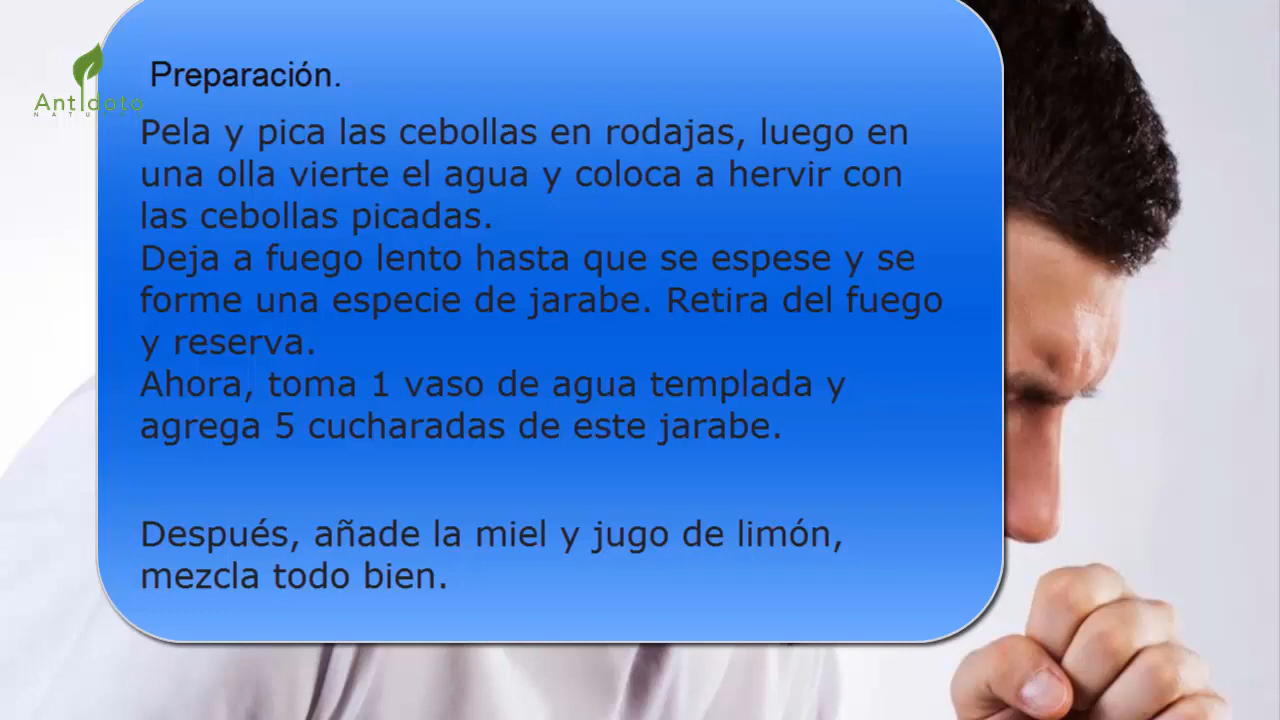 Antidoto
NATURAL
Preparación.
Pela y pica las cebollas en rodajas, luego en
una olla vierte el agua y coloca a hervir con
las cebollas picadas.
Deja a fuego lento hasta que se espese y se
forme una especie de jarabe. Retira del fuego
y reserva.
Ahora, toma 1 vaso de agua templada y
agrega 5 cucharadas de este jarabe.
Después, añade la miel y jugo de limón,
mezcla todo bien.